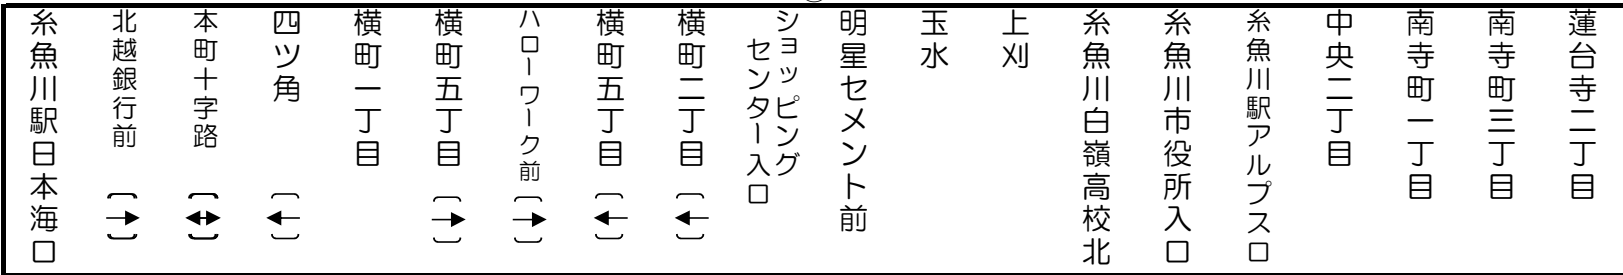 糸魚川駅日本海口
北越銀行前（→）
本町十字路（↔）
四ツ角（←）
横町一丁目
横町五丁目（→）
ハローワーク前（→）
横町五丁目（←）
横町二丁目（←）
ショッピング
センター入口
明星セメント前
玉水
上刈
糸魚川白嶺高校北
糸魚川市役所入口
糸魚川駅アルプス口
中央二丁目
南寺町一丁目
南寺町三丁目
蓮台寺二丁目